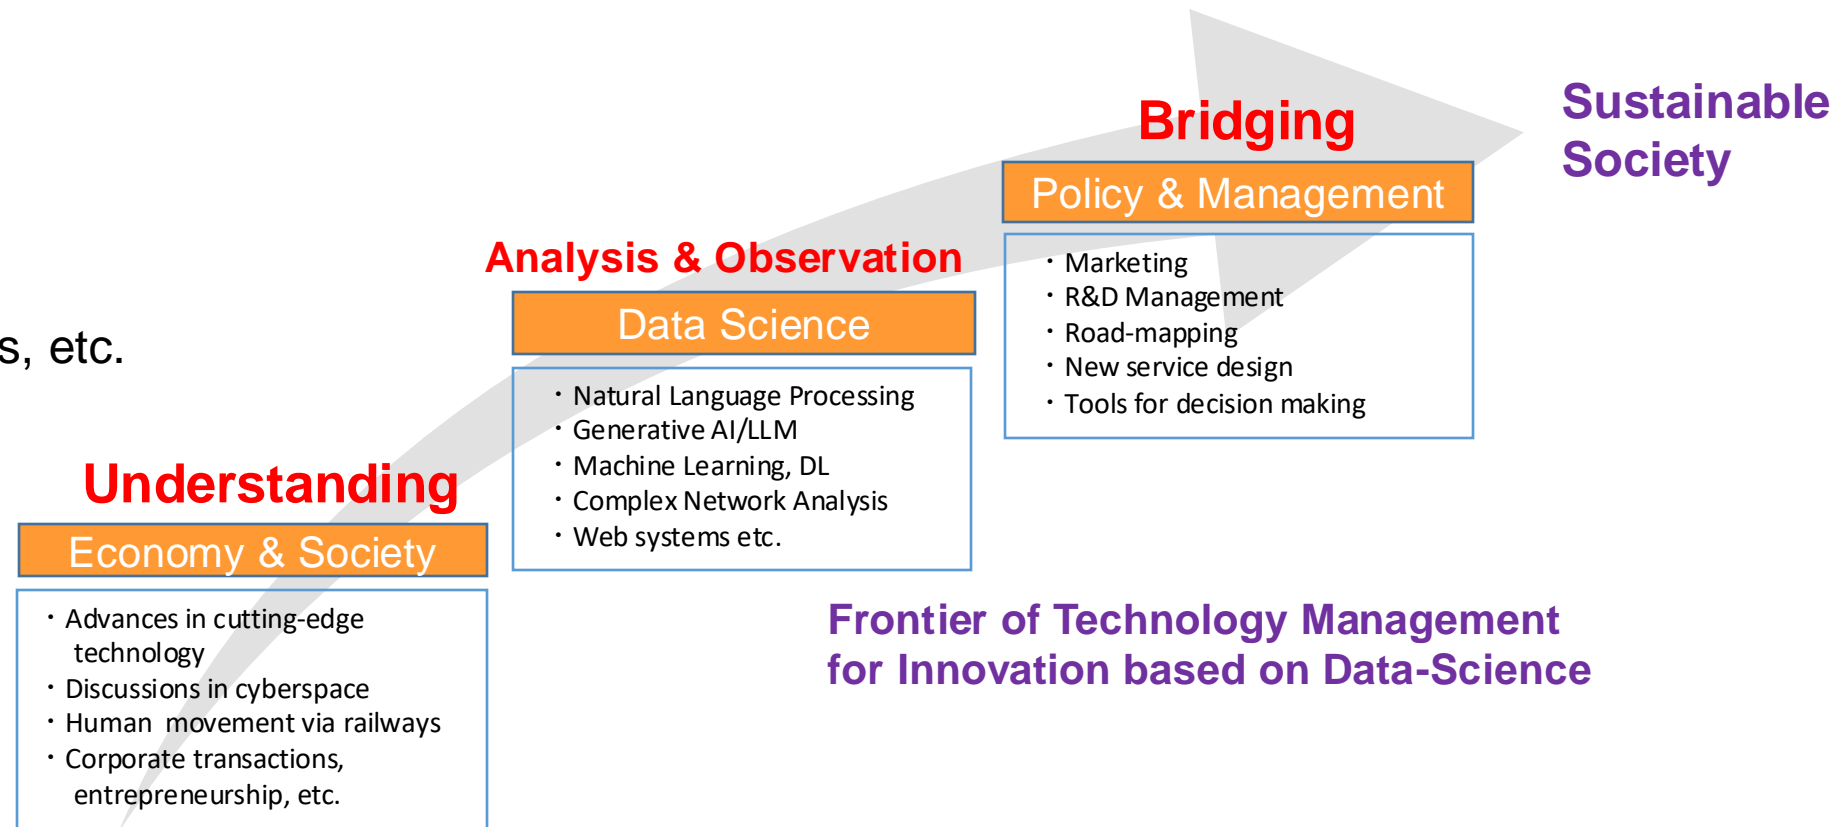 Sustainable
Society
Bridging
Policy & Management
・Marketing
・R&D Management
・Road-mapping
・New service design
・Tools for decision making
Analysis & Observation
Data Science
・Natural Language Processing
・Generative AI/LLM
・Machine Learning, DL
・Complex Network Analysis
・Web systems etc.
s, etc.
Understanding
Economy & Society
・Advances in cutting-edge
technology
・Discussions in cyberspace
・Human  movement via railways
・Corporate transactions,
entrepreneurship, etc.
Frontier of Technology Management
for Innovation based on Data-Science